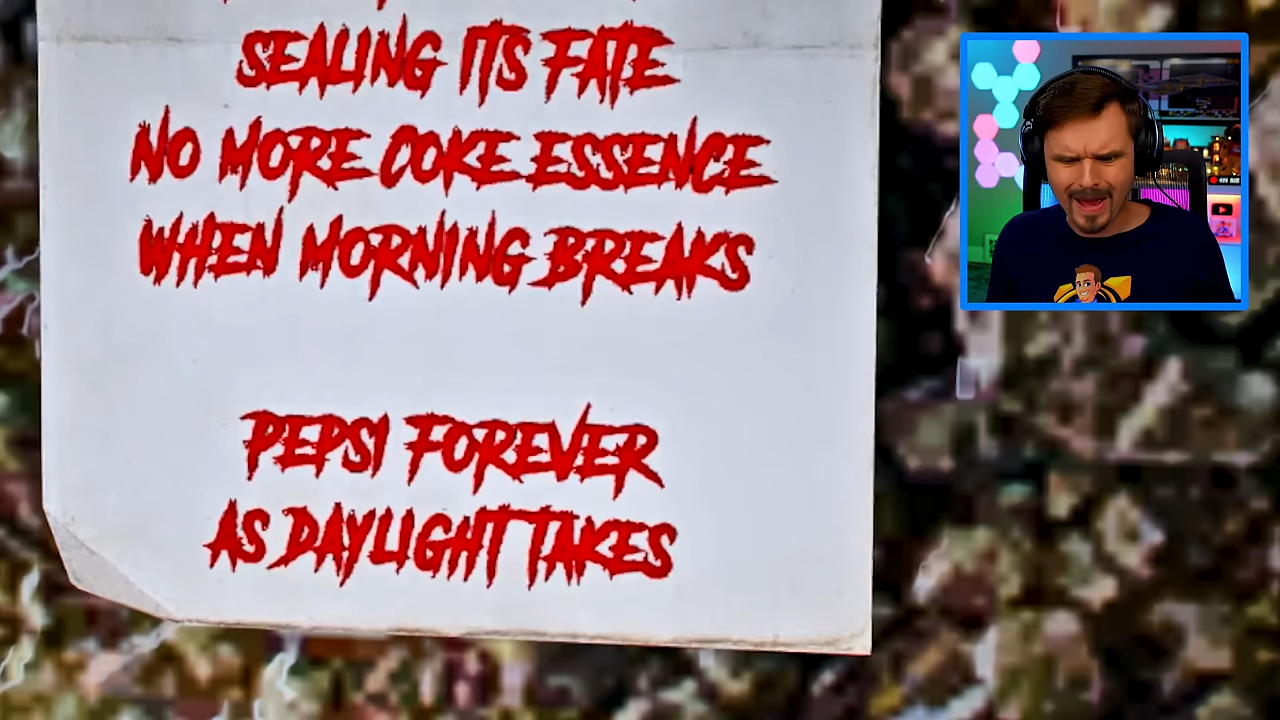 SEALING ITS FATE
NO MORE COKE ESSENCE
WHEN MORNING BREAKS
PEPSI FOREVER
AS DAYLIGHT TAKES